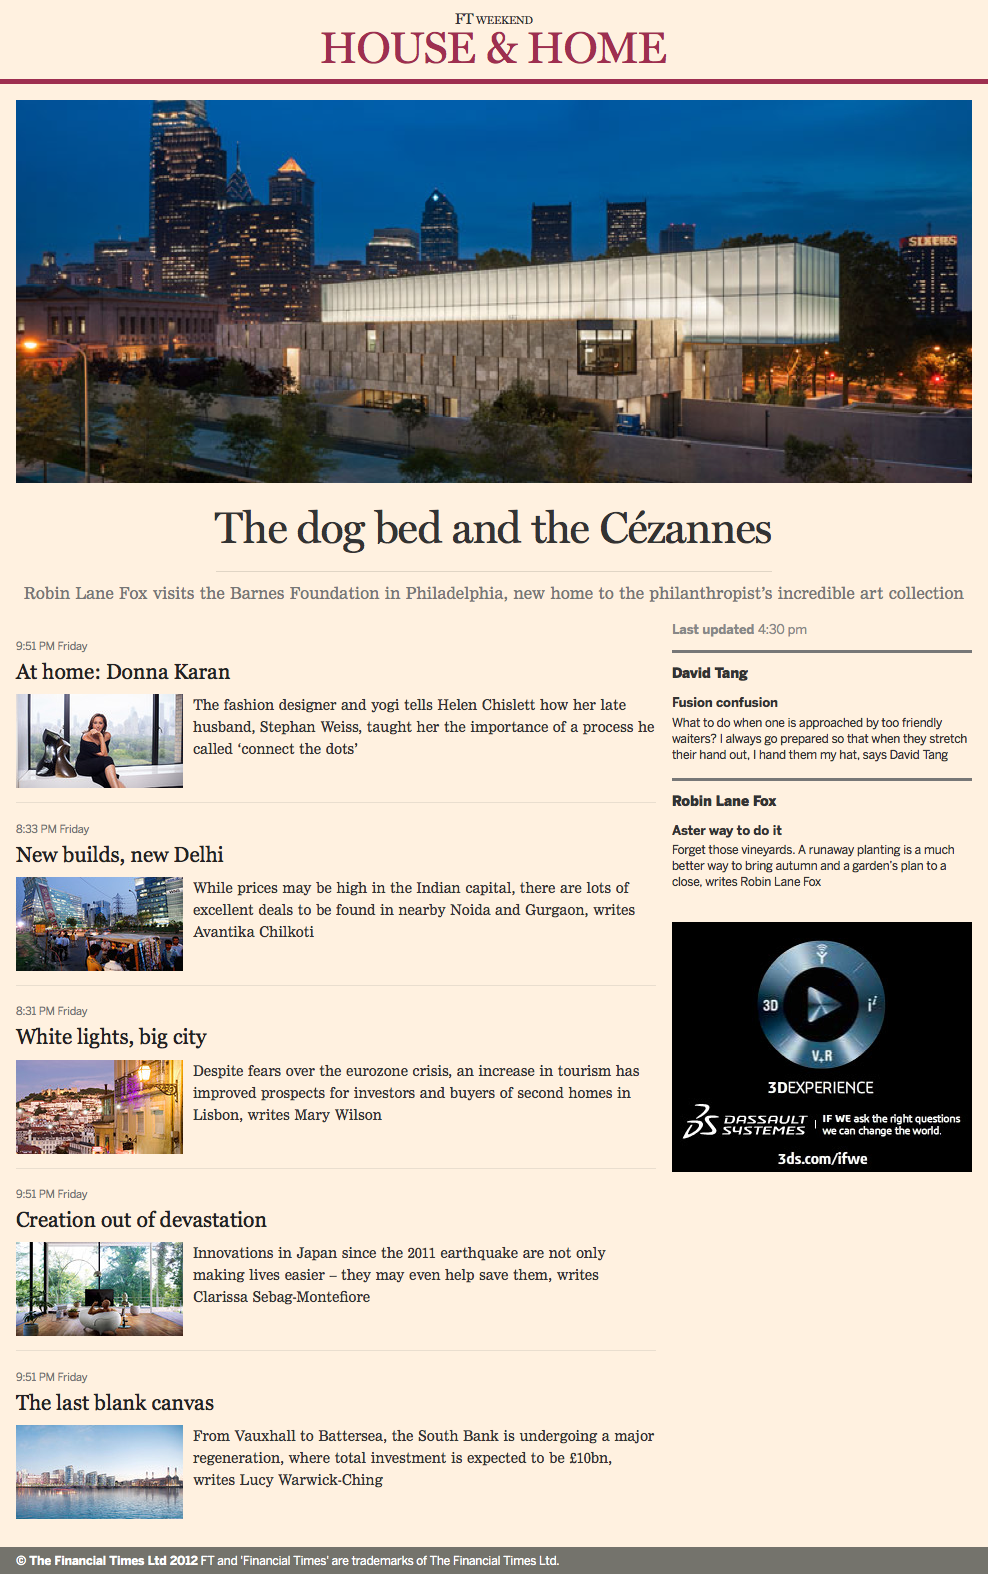 FT WEEKEND
HOUSE & HOME
SIXERS
The dog bed and the Cézannes
Robin Lane Fox visits the Barnes Foundation in Philadelphia, new home to the philanthropist’s incredible art collection
9:51 PM Friday
At home: Donna Karan
The fashion designer and yogi tells Helen Chislett how her late
husband, Stephan Weiss, taught her the importance of a process he
called ‘connect the dots’
8:33 PM Friday
New builds, new Delhi
While prices may be high in the Indian capital, there are lots of
excellent deals to be found in nearby Noida and Gurgaon, writes
Avantika Chilkoti
8:31 PM Friday
White lights, big city
Despite fears over the eurozone crisis, an increase in tourism has
improved prospects for investors and buyers of second homes in
Lisbon, writes Mary Wilson
9:51 PM Friday
Creation out of devastation
Innovations in Japan since the 2011 earthquake are not only
making lives easier – they may even help save them, writes
Clarissa Sebag-Montefiore
9:51 PM Friday
The last blank canvas
From Vauxhall to Battersea, the South Bank is undergoing a major
regeneration, where total investment is expected to be £10bn,
writes Lucy Warwick-Ching
Last updated 4:30 pm
David Tang
Fusion confusion
What to do when one is approached by too friendly
waiters? I always go prepared so that when they stretch
their hand out, I hand them my hat, says David Tang
Robin Lane Fox
Aster way to do it
Forget those vineyards. A runaway planting is a much
better way to bring autumn and a garden’s plan to a
close, writes Robin Lane Fox
3D
i²
V+R
3DEXPERIENCE
DASSAULT
SYSTEMES
IF WE ask the right questions
we can change the world.
3ds.com/ifwe
© The Financial Times Ltd 2012 FT and 'Financial Times' are trademarks of The Financial Times Ltd.